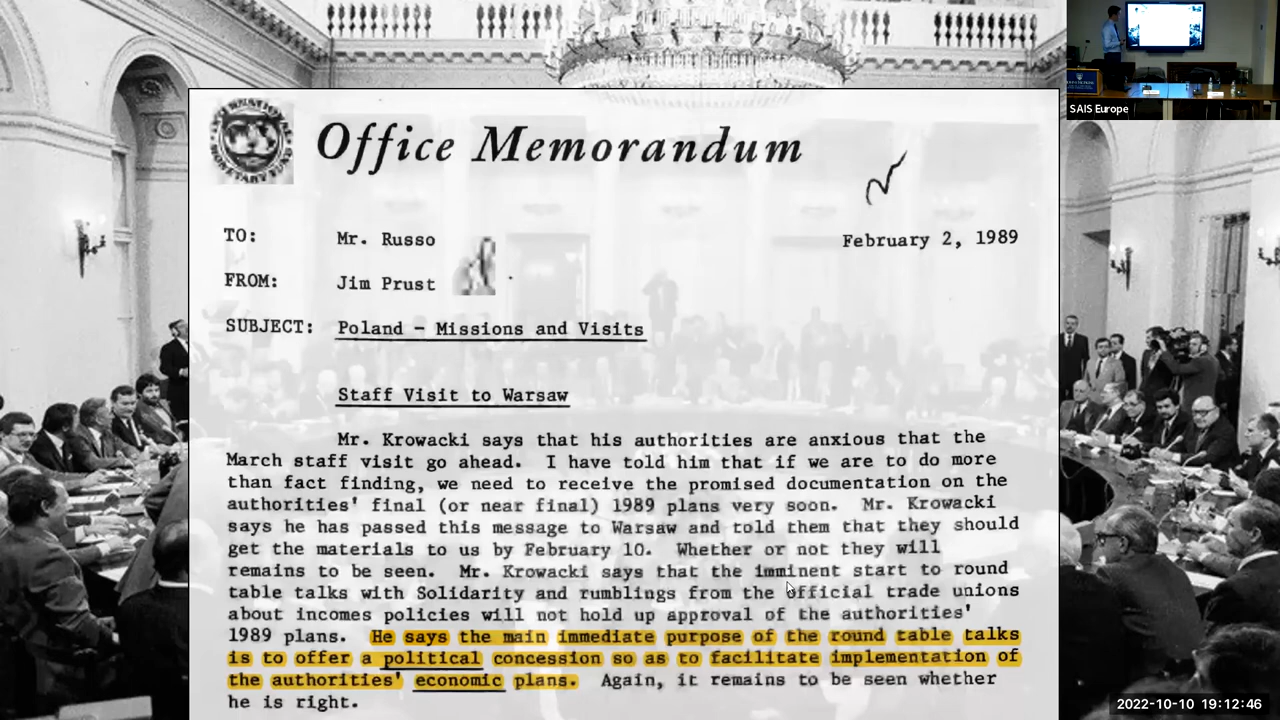 SAIS Europe
Office Memorandum
TO: Mr. Russo
February 2, 1989
FROM: Jim Prust
SUBJECT: Poland - Missions and Visits
Staff Visit to Warsaw
Mr. Krowacki says that his authorities are anxious that the
March staff visit go ahead. I have told him that if we are to do more
than fact finding, we need to receive the promised documentation on the
authorities' final (or near final) 1989 plans very soon. Mr. Krowacki
says he has passed this message to Warsaw and told them that they should
get the materials to us by February 10. Whether or not they will
remains to be seen. Mr. Krowacki says that the imminent start to round
table talks with Solidarity and rumblings from the official trade unions
about incomes policies will not hold up approval of the authorities'
1989 plans. He says the main immediate purpose of the round table talks
is to offer a political concession so as to facilitate implementation of
the authorities' economic plans. Again, it remains to be seen whether
he is right.
2022-10-10 19:12:46